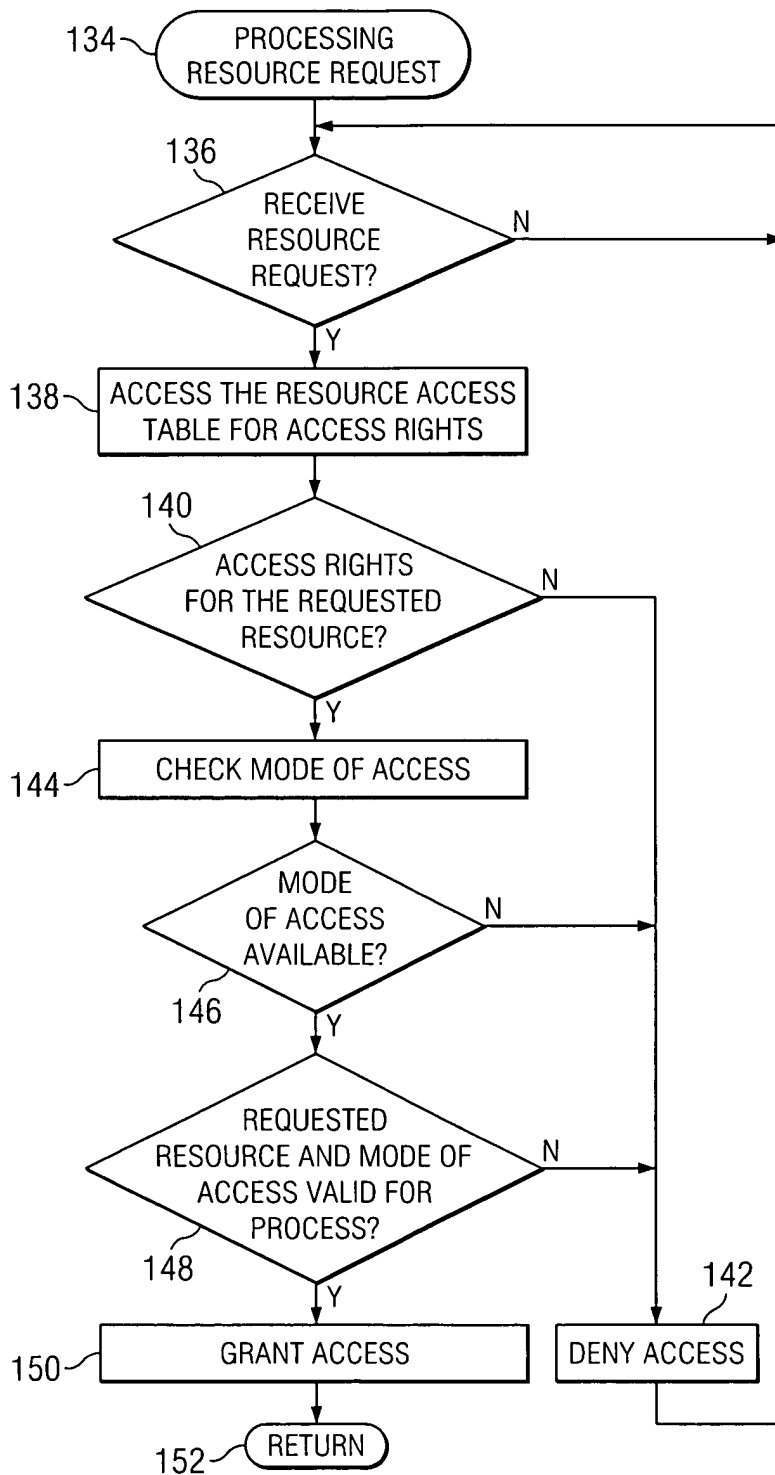 134
PROCESSING
RESOURCE REQUEST
136
RECEIVE
RESOURCE
REQUEST?
N
Y
138
ACCESS THE RESOURCE ACCESS
TABLE FOR ACCESS RIGHTS
140
ACCESS RIGHTS
FOR THE REQUESTED
RESOURCE?
N
Y
144
CHECK MODE OF ACCESS
MODE
OF ACCESS
AVAILABLE?
N
146
Y
REQUESTED
RESOURCE AND MODE OF
ACCESS VALID FOR
PROCESS?
N
148
Y
142
150
GRANT ACCESS
DENY ACCESS
152
RETURN